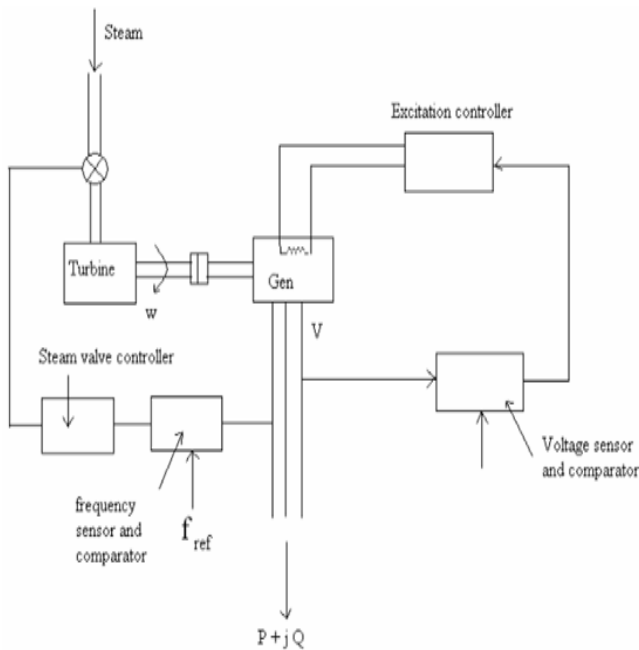 Steam
Excitation controller
Turbine
Gen
w
V
Steam valve controller
Voltage sensor
and comparator
frequency
sensor and
comparator
f ref
P + j Q